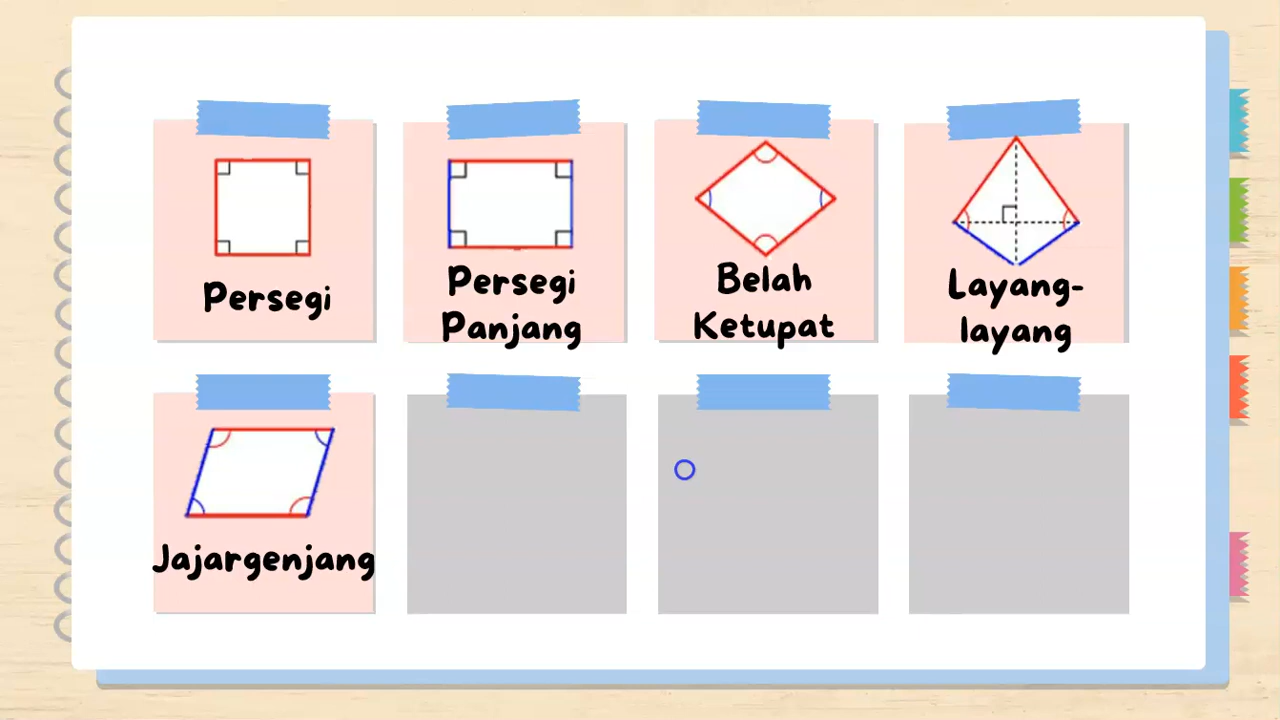 Persegi
Persegi
Panjang
Belah
Ketupat
Layang-
layang
Jajargenjang